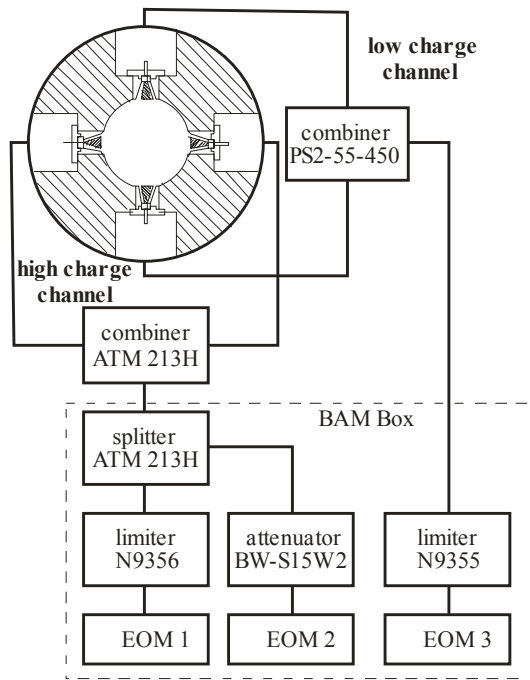 low charge
channel
combiner
PS2-55-450
high charge
channel
combiner
ATM 213H
BAM Box
splitter
ATM 213H
limiter
N9356
attenuator
BW-S15W2
limiter
N9355
EOM 1
EOM 2
EOM 3